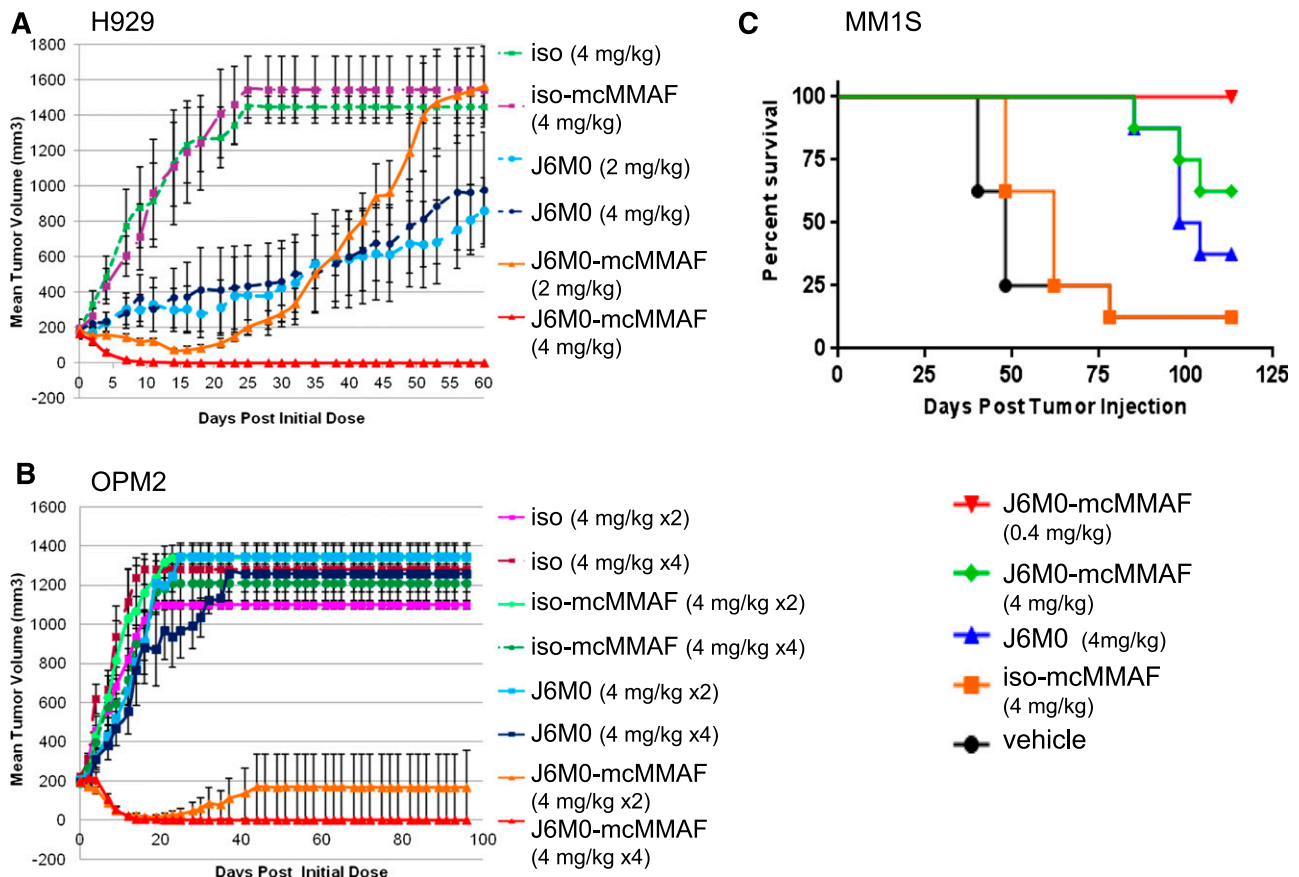 A
H929
Mean Tumor Volume (mm3)
1800
1600
1400
1200
1000
800
600
400
200
0
-200
0 5 10 15 20 25 30 35 40 45 50 55 60
Days Post Initial Dose
iso (4 mg/kg)
iso-mcMMAF
(4 mg/kg)
J6M0 (2 mg/kg)
J6M0 (4 mg/kg)
J6M0-mcMMAF
(2 mg/kg)
J6M0-mcMMAF
(4 mg/kg)
B
OPM2
Mean Tumor Volume (mm3)
1600
1400
1200
1000
800
600
400
200
0
-200
0 20 40 60 80 100
Days Post Initial Dose
iso (4 mg/kg x2)
iso (4 mg/kg x4)
iso-mcMMAF (4 mg/kg x2)
iso-mcMMAF (4 mg/kg x4)
J6M0 (4 mg/kg x2)
J6M0 (4 mg/kg x4)
J6M0-mcMMAF
(4 mg/kg x2)
J6M0-mcMMAF
(4 mg/kg x4)
C
MM1S
Percent survival
100
75
50
25
0
0 25 50 75 100 125
Days Post Tumor Injection
J6M0-mcMMAF
(0.4 mg/kg)
J6M0-mcMMAF
(4 mg/kg)
J6M0 (4mg/kg)
iso-mcMMAF
(4 mg/kg)
vehicle